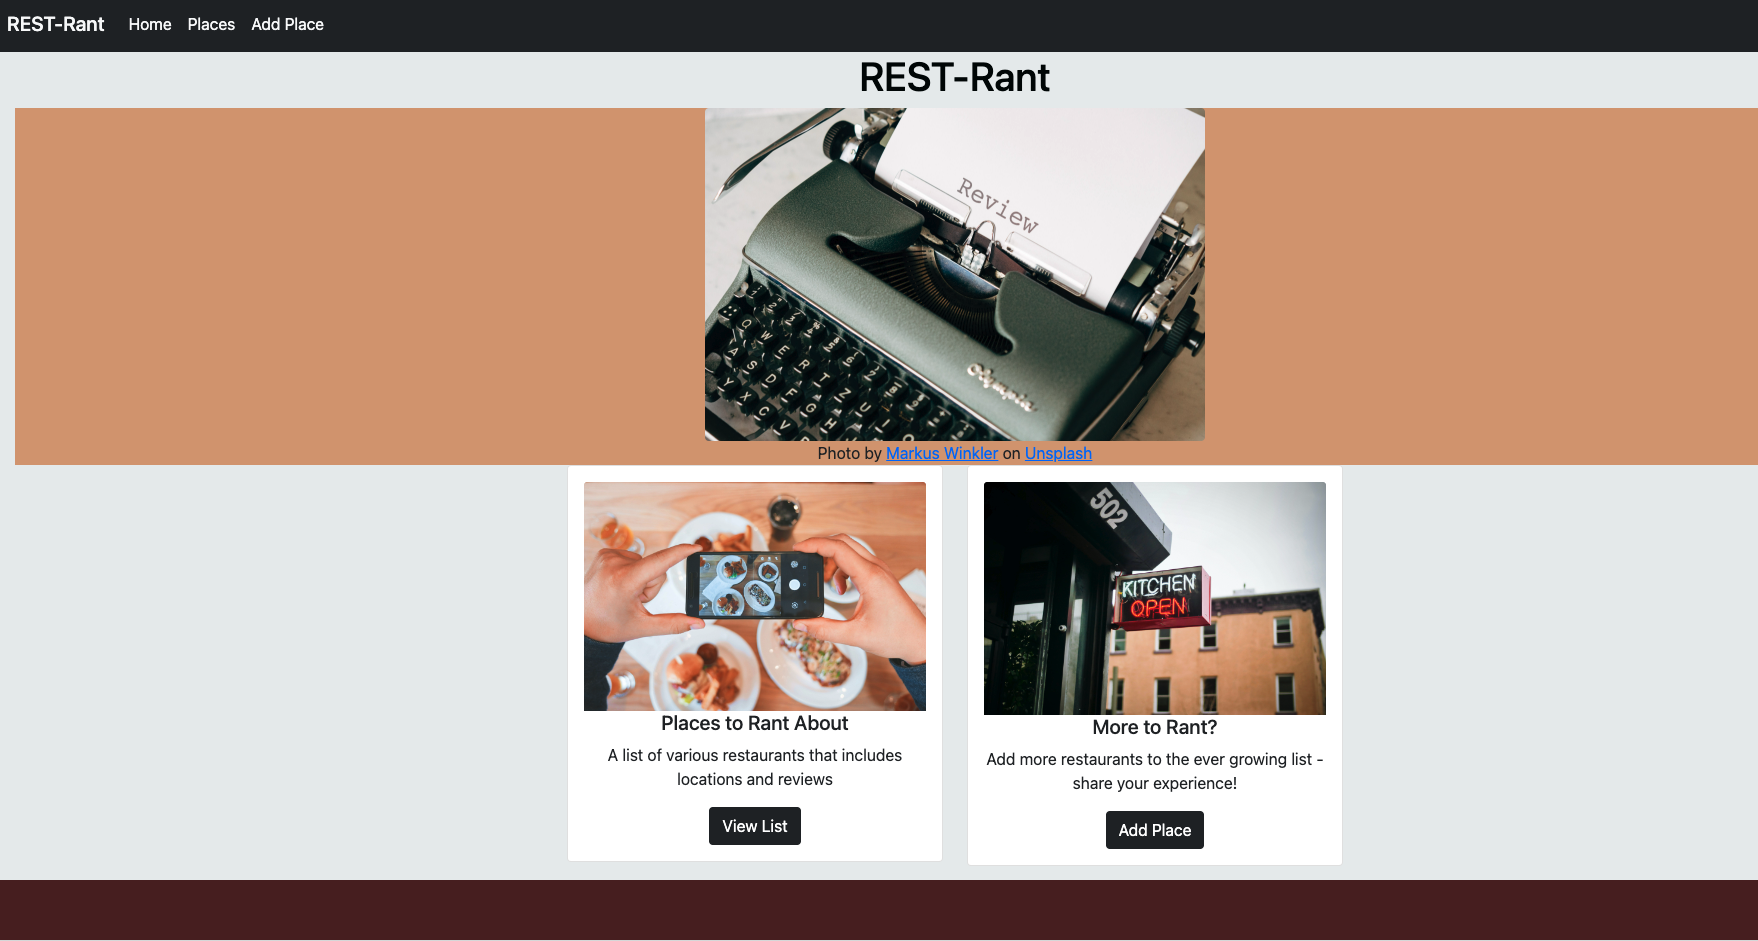 REST-Rant Home Places Add Place
REST-Rant
Review
Olympia
Photo by Markus Winkler on Unsplash
502
KITCHEN
OPEN
Places to Rant About
A list of various restaurants that includes
locations and reviews
View List
More to Rant?
Add more restaurants to the ever growing list -
share your experience!
Add Place